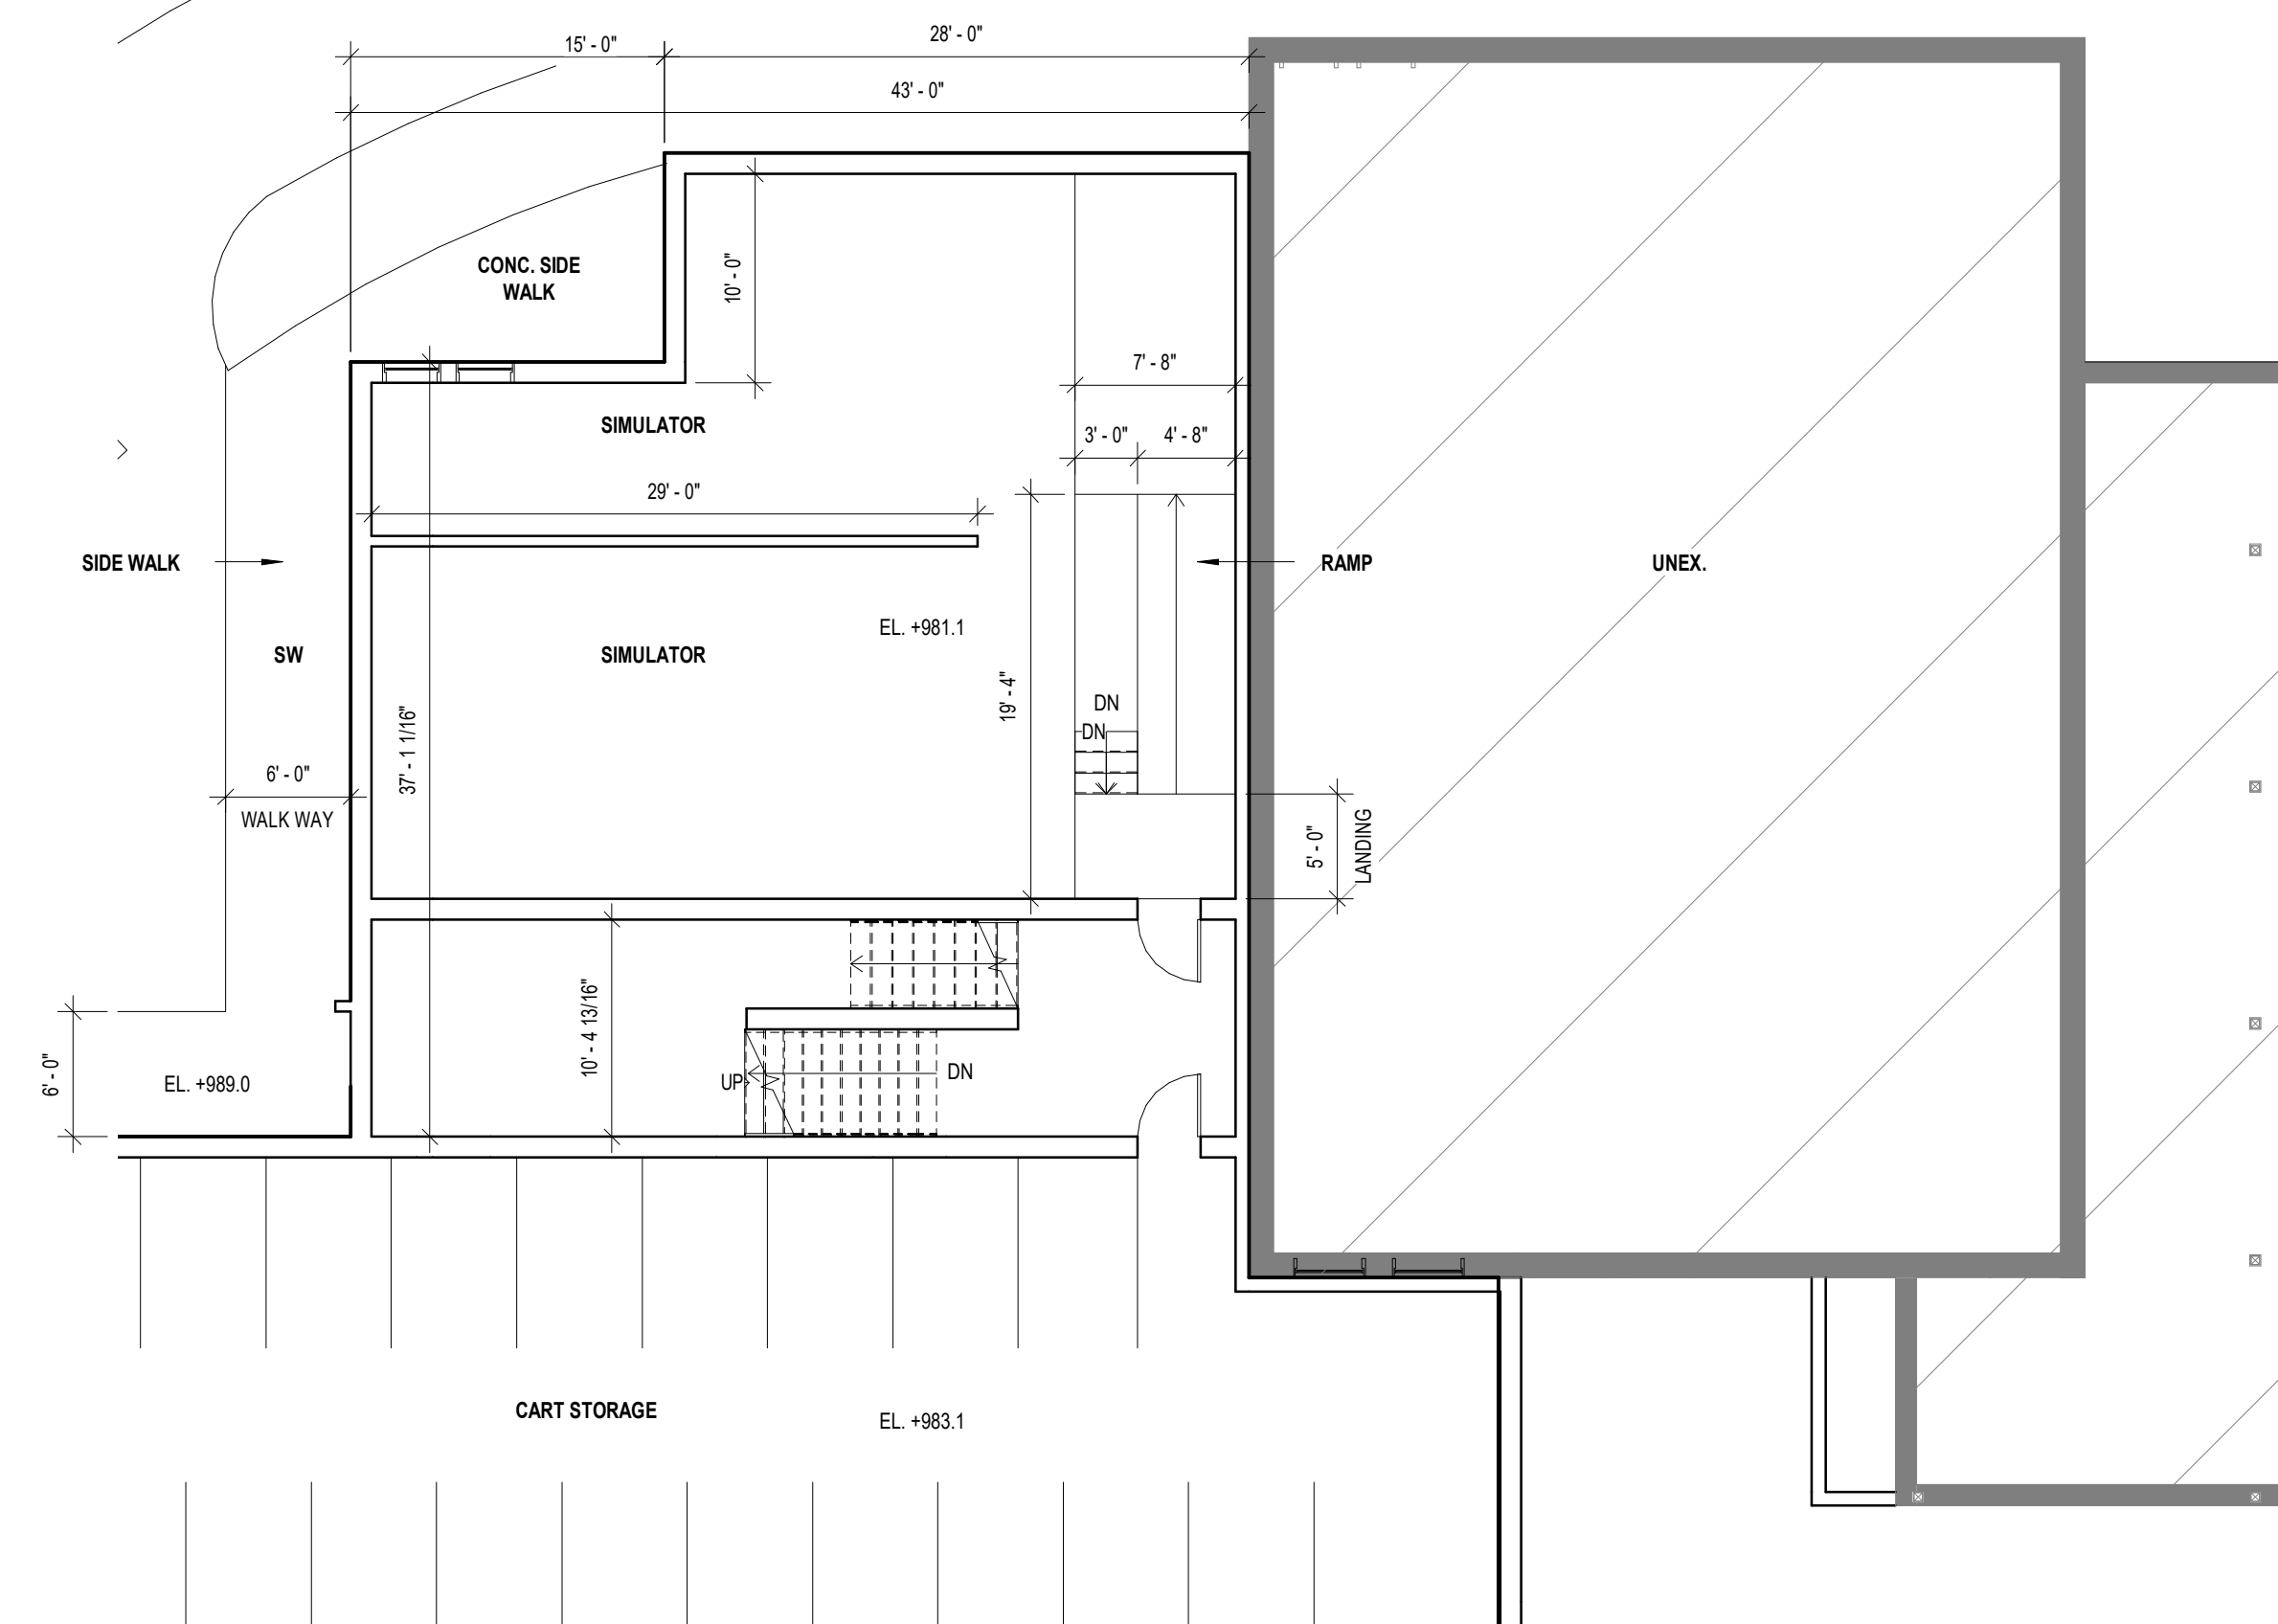 15' - 0"
28' - 0"
43' - 0"
CONC. SIDE
WALK
10' - 0"
7' - 8"
3' - 0"
4' - 8"
SIMULATOR
29' - 0"
SIDE WALK
RAMP
UNEX.
EL. +981.1
SW
SIMULATOR
19' - 4"
DN
DN
37' - 1 1/16"
6' - 0"
WALK WAY
5' - 0"
LANDING
10' - 4 13/16"
6' - 0"
EL. +989.0
UP
DN
CART STORAGE
EL. +983.1